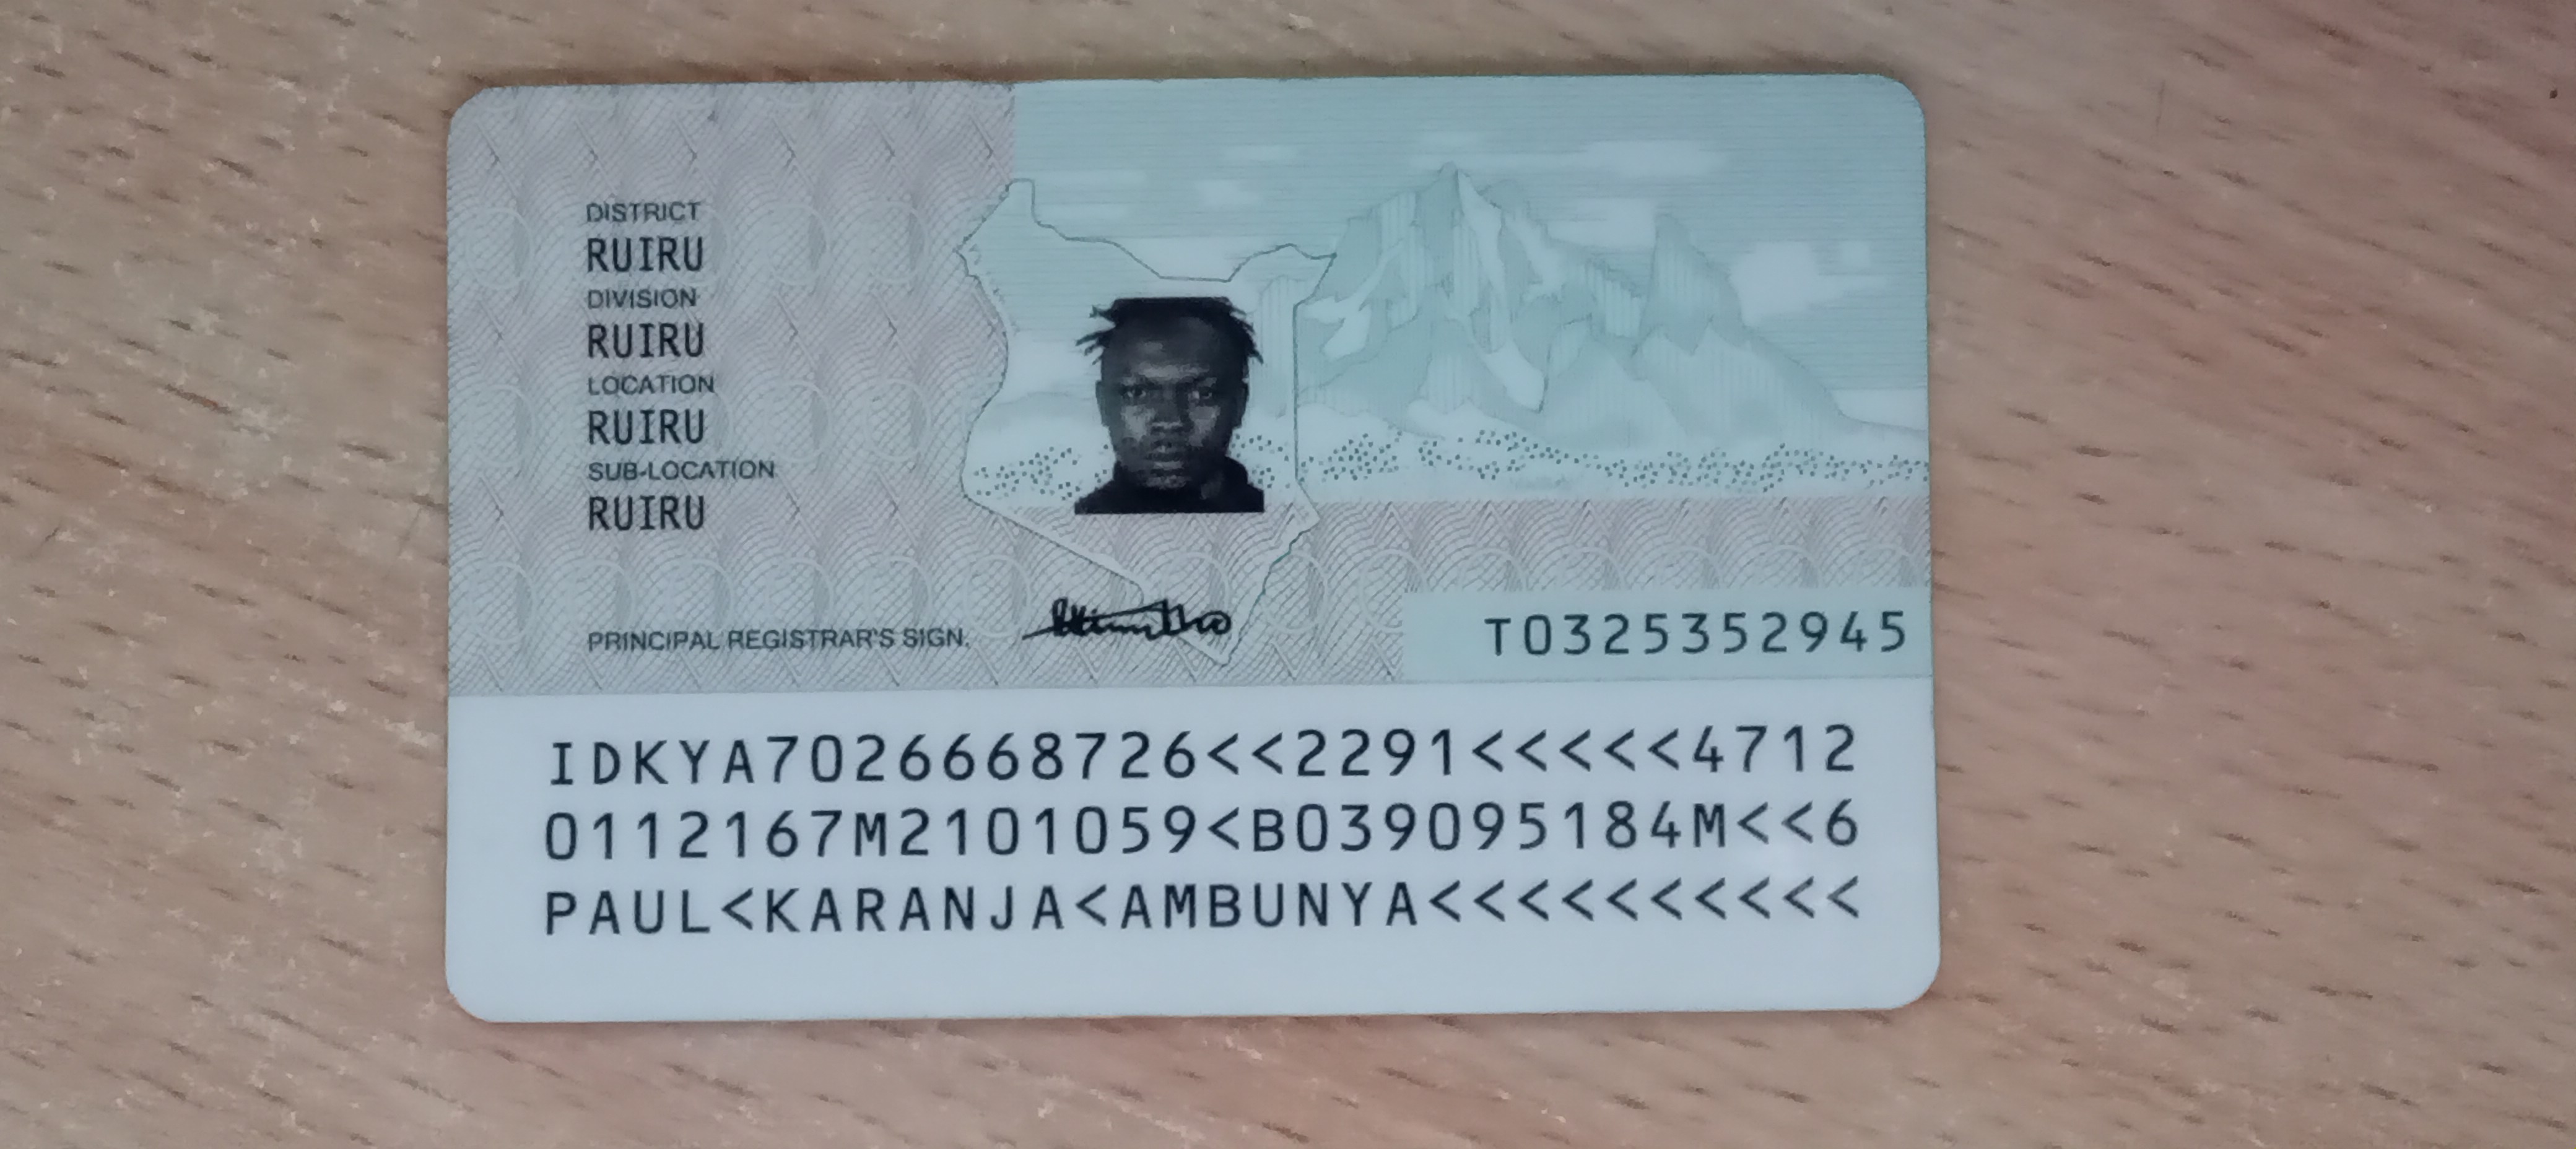 DISTRICT
RUIRU
DIVISION
RUIRU
LOCATION
RUIRU
SUB-LOCATION
RUIRU
PRINCIPAL REGISTRAR'S SIGN.
T0325352945
IDKYA7026668726<<2291<<<<<4712
0112167M2101059<B039095184M<<6
PAUL<KARANJA<AMBUNYA<<<<<<<<<<